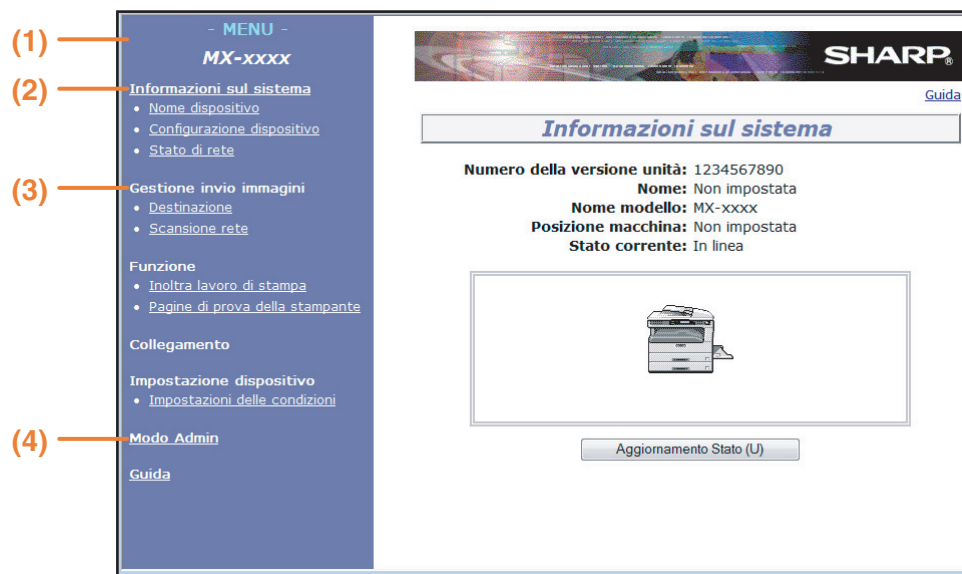 (1)
- MENU -
MX-xxxx
(2)
Informazioni sul sistema
• Nome dispositivo
• Configurazione dispositivo
• Stato di rete
(3)
Gestione invio immagini
• Destinazione
• Scansione rete
Funzione
• Inoltra lavoro di stampa
• Pagine di prova della stampante
Collegamento
Impostazione dispositivo
• Impostazioni delle condizioni
(4)
Modo Admin
Guida
SHARP®
Guida
Informazioni sul sistema
Numero della versione unità: 1234567890
Nome: Non impostata
Nome modello: MX-xxxx
Posizione macchina: Non impostata
Stato corrente: In linea
Aggiornamento Stato (U)